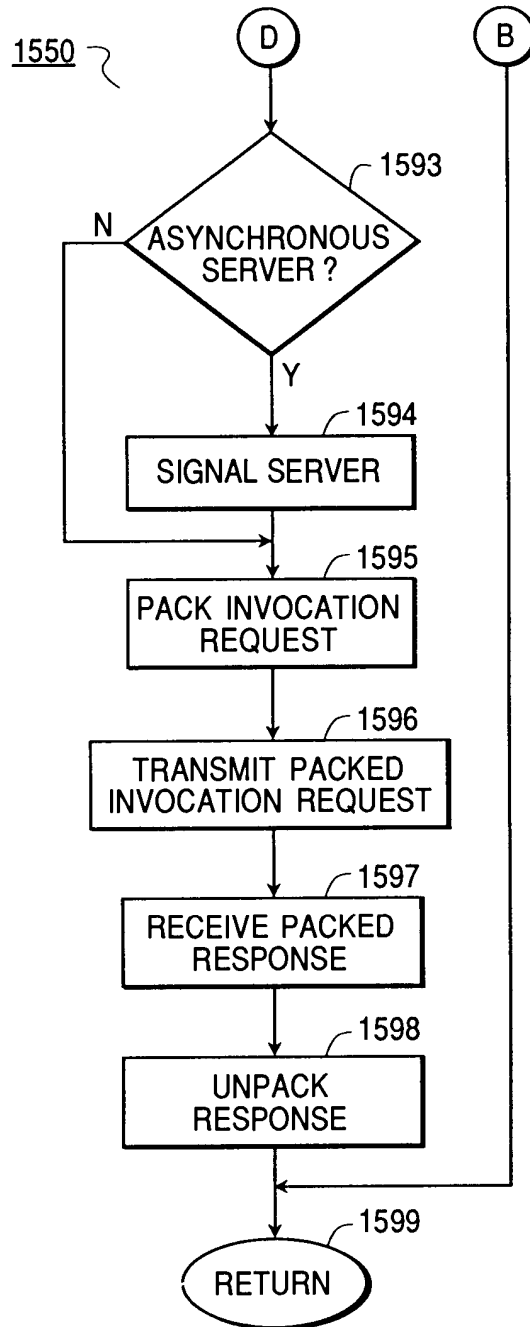 D
B
1550
1593
N
ASYNCHRONOUS
SERVER ?
Y
1594
SIGNAL SERVER
1595
PACK INVOCATION
REQUEST
1596
TRANSMIT PACKED
INVOCATION REQUEST
1597
RECEIVE PACKED
RESPONSE
1598
UNPACK
RESPONSE
1599
RETURN